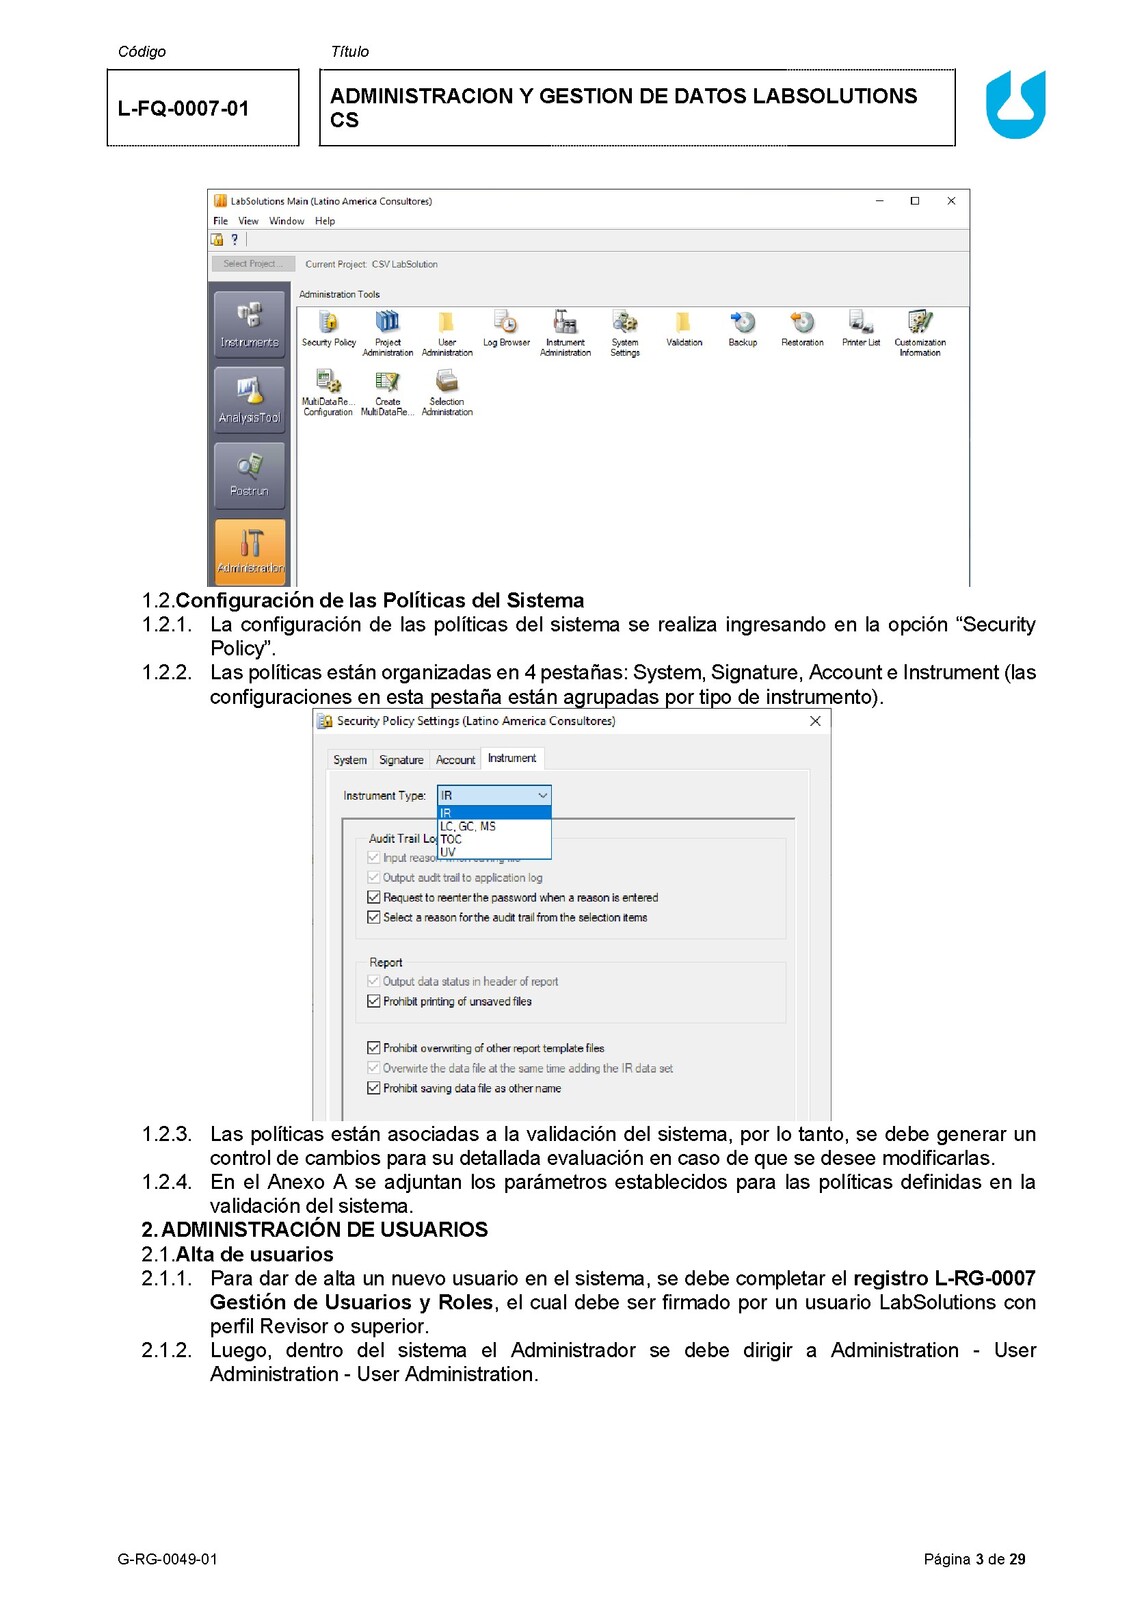 Código
Título
L-FQ-0007-01
ADMINISTRACION Y GESTION DE DATOS LABSOLUTIONS
CS
LabSolutions Main (Latino America Consultores)
File View Window Help
Select Project...
Current Project: CSV LabSolution
Administration Tools
Instruments
AnalysisTool
Postrun
Administration
Security Policy
Project
Administration
User
Administration
Log Browser
Instrument
Administration
System
Settings
Validation
Backup
Restoration
Printer List
Customization
Information
MultiDataRe...
Configuration
Create
MultiDataRe...
Selection
Administration
1.2.Configuración de las Políticas del Sistema
1.2.1. La configuración de las políticas del sistema se realiza ingresando en la opción “Security
Policy”.
1.2.2. Las políticas están organizadas en 4 pestañas: System, Signature, Account e Instrument (las
configuraciones en esta pestaña están agrupadas por tipo de instrumento).
Security Policy Settings (Latino America Consultores)
System Signature Account Instrument
Instrument Type: IR
IR
LC, GC, MS
TOC
UV
Audit Trail Lo
Input reason when saving file
Output audit trail to application log
Request to reenter the password when a reason is entered
Select a reason for the audit trail from the selection items
Report
Output data status in header of report
Prohibit printing of unsaved files
Prohibit overwriting of other report template files
Overwirte the data file at the same time adding the IR data set
Prohibit saving data file as other name
1.2.3. Las políticas están asociadas a la validación del sistema, por lo tanto, se debe generar un
control de cambios para su detallada evaluación en caso de que se desee modificarlas.
1.2.4. En el Anexo A se adjuntan los parámetros establecidos para las políticas definidas en la
validación del sistema.
2. ADMINISTRACIÓN DE USUARIOS
2.1.Alta de usuarios
2.1.1. Para dar de alta un nuevo usuario en el sistema, se debe completar el registro L-RG-0007
Gestión de Usuarios y Roles, el cual debe ser firmado por un usuario LabSolutions con
perfil Revisor o superior.
2.1.2. Luego, dentro del sistema el Administrador se debe dirigir a Administration - User
Administration - User Administration.
G-RG-0049-01
Página 3 de 29